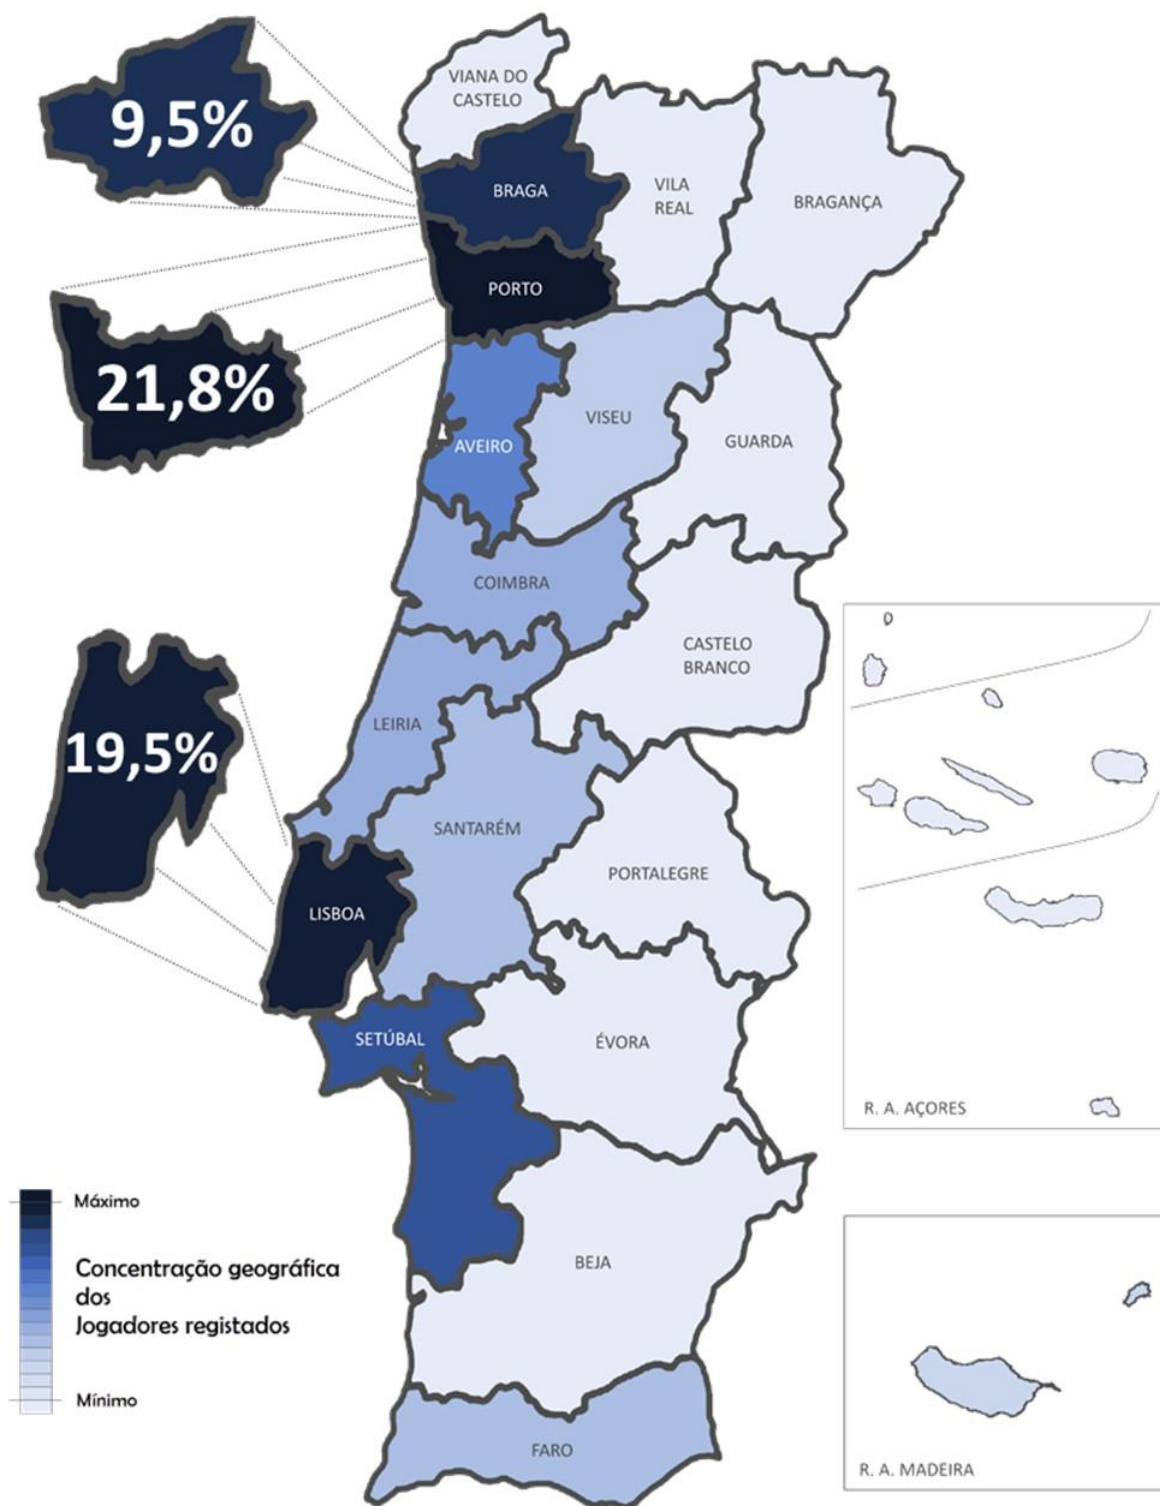 9,5%
VIANA DO
CASTELO
BRAGA
VILA
REAL
BRAGANÇA
PORTO
21,8%
AVEIRO
VISEU
GUARDA
COIMBRA
CASTELO
BRANCO
LEIRIA
19,5%
SANTARÉM
PORTALEGRE
LISBOA
SETÚBAL
ÉVORA
R. A. AÇORES
Máximo
Concentração geográfica
dos
Jogadores registados
Mínimo
BEJA
FARO
R. A. MADEIRA